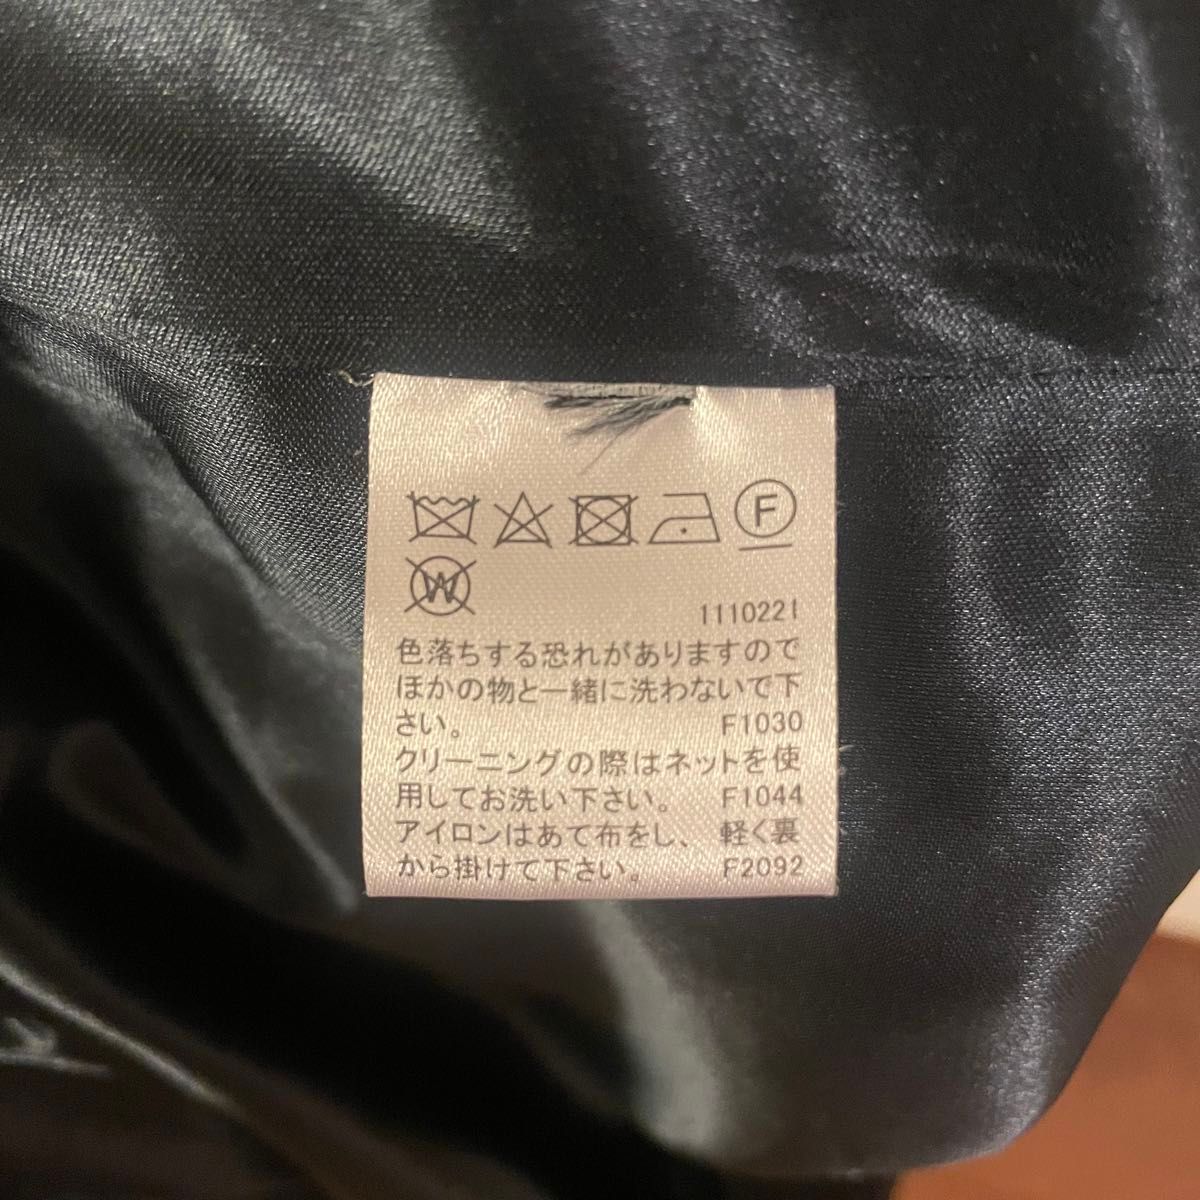 F
W
1110221
色落ちする恐れがありますので
ほかの物と一緒に洗わないで下
さい。 F1030
クリーニングの際はネットを使
用してお洗い下さい。 F1044
アイロンはあて布をし、軽く裏
から掛けて下さい。 F2092